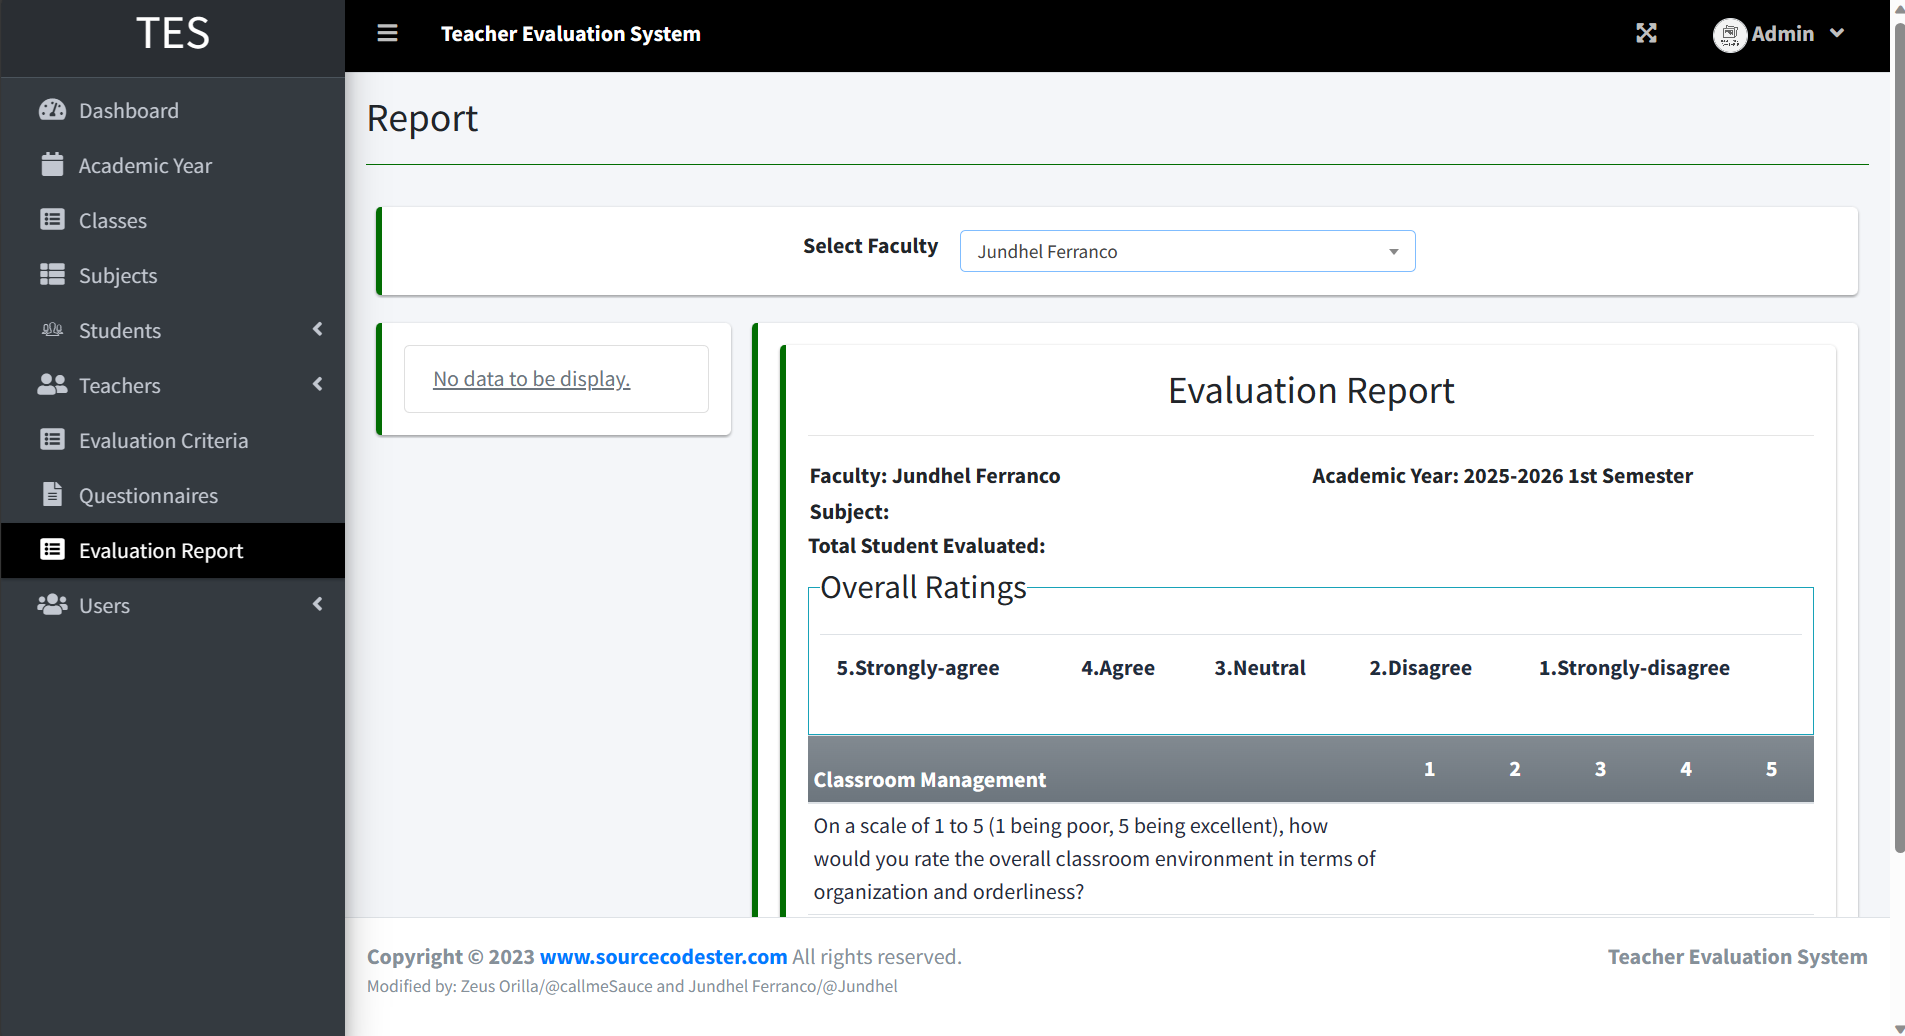 TES
Teacher Evaluation System
Admin
Dashboard
Academic Year
Classes
Subjects
Students
Teachers
Evaluation Criteria
Questionnaires
Evaluation Report
Users
Report
Select Faculty
Jundhel Ferranco
No data to be display.
Evaluation Report
Faculty: Jundhel Ferranco
Academic Year: 2025-2026 1st Semester
Subject:
Total Student Evaluated:
Overall Ratings
5.Strongly-agree 4.Agree 3.Neutral 2.Disagree 1.Strongly-disagree
Classroom Management 1 2 3 4 5
On a scale of 1 to 5 (1 being poor, 5 being excellent), how
would you rate the overall classroom environment in terms of
organization and orderliness?
Copyright © 2023 www.sourcecodester.com All rights reserved.
Teacher Evaluation System
Modified by: Zeus Orilla/@callmeSauce and Jundhel Ferranco/@Jundhel